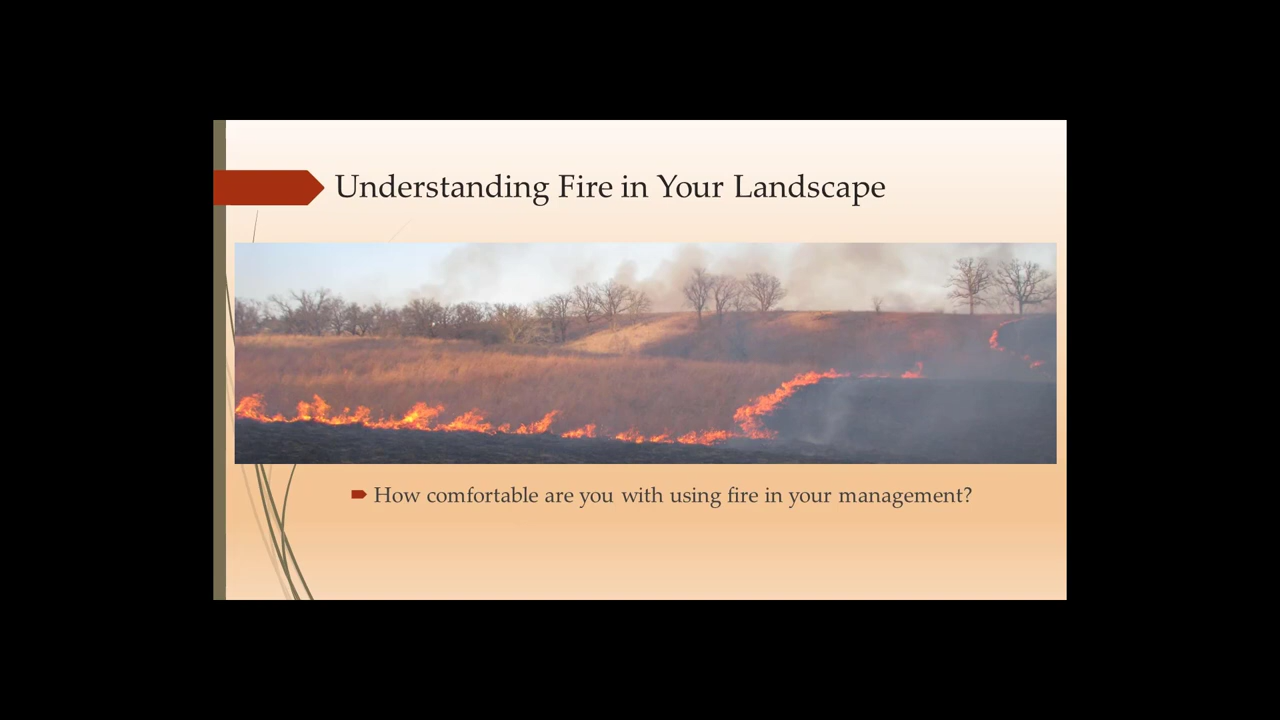 Understanding Fire in Your Landscape
How comfortable are you with using fire in your management?